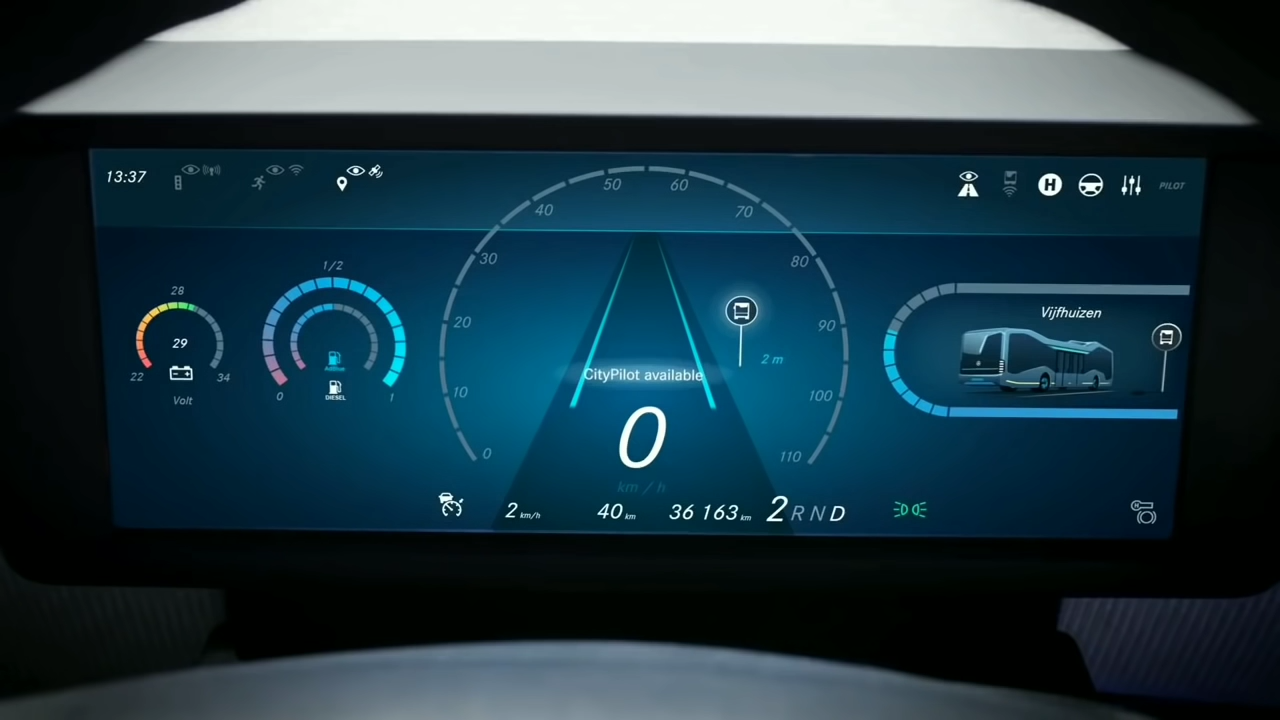 13:37
PILOT
H
50
60
40
70
30
80
20
90
10
100
0
110
28
29
22
34
Volt
1/2
DIESEL
0
1
2 m
CityPilot available
0
km / h
2 km/h
40 km
36 163 km
2 R N D
Vijfhuizen